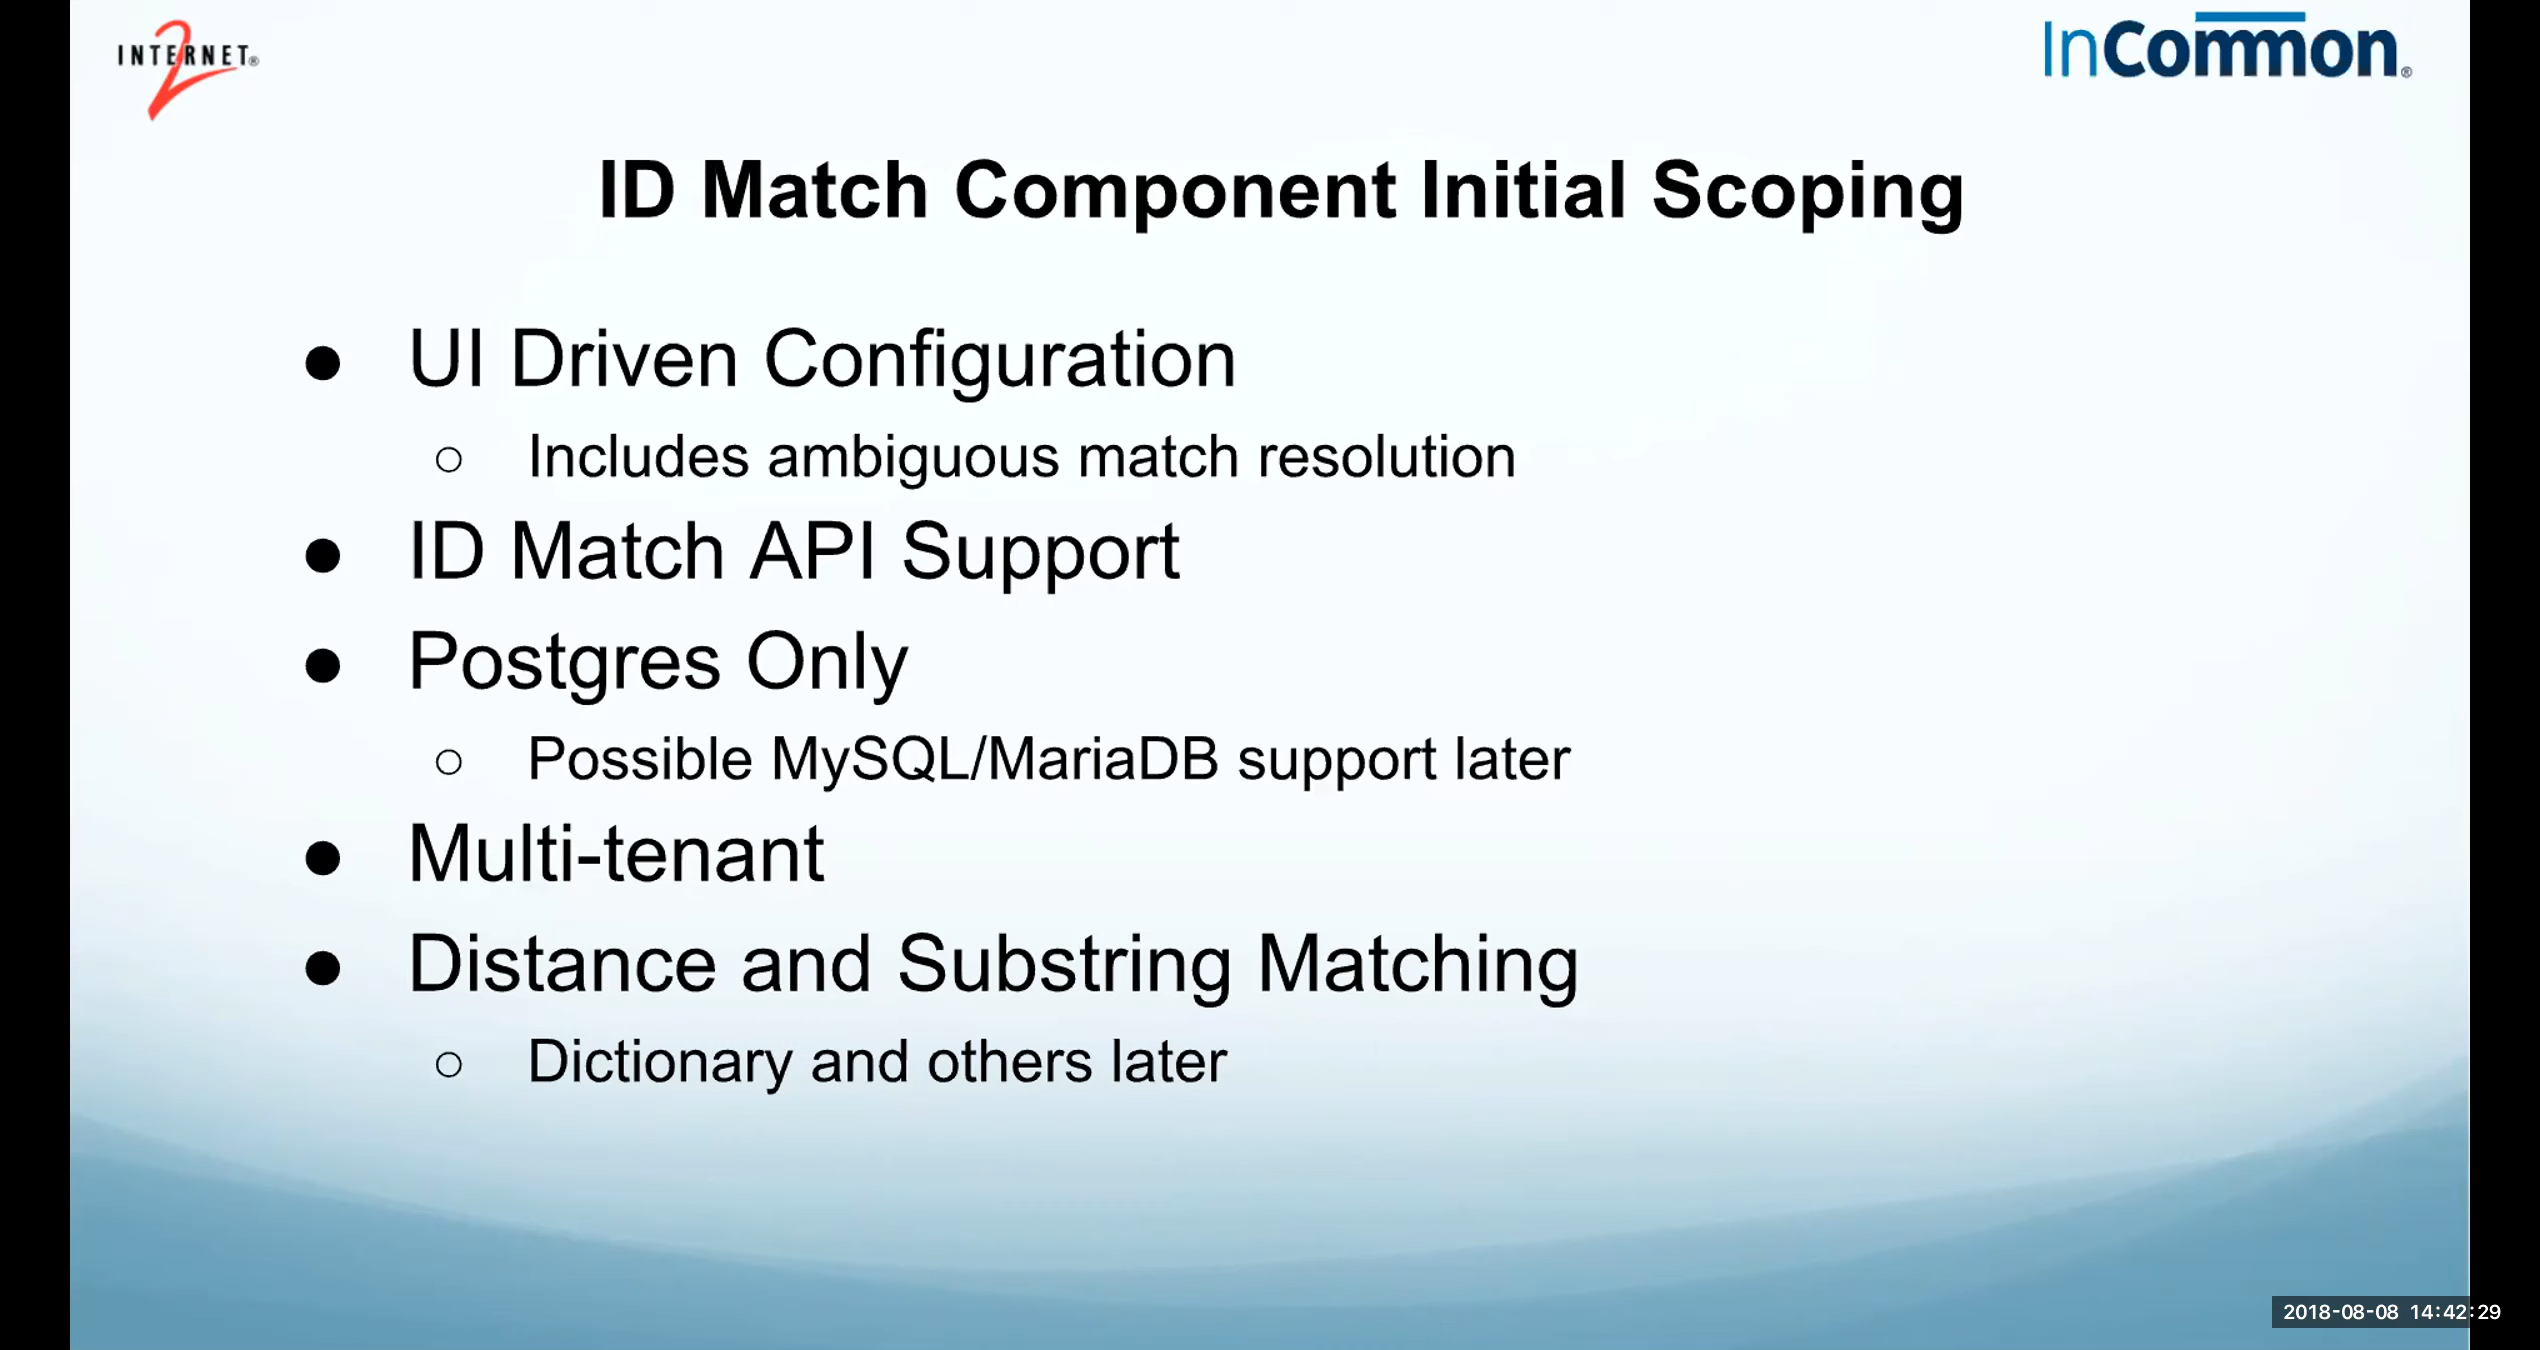 INTERNET®
2
InCommon®
ID Match Component Initial Scoping
● UI Driven Configuration
○ Includes ambiguous match resolution
● ID Match API Support
● Postgres Only
○ Possible MySQL/MariaDB support later
● Multi-tenant
● Distance and Substring Matching
○ Dictionary and others later
2018-08-08 14:42:29